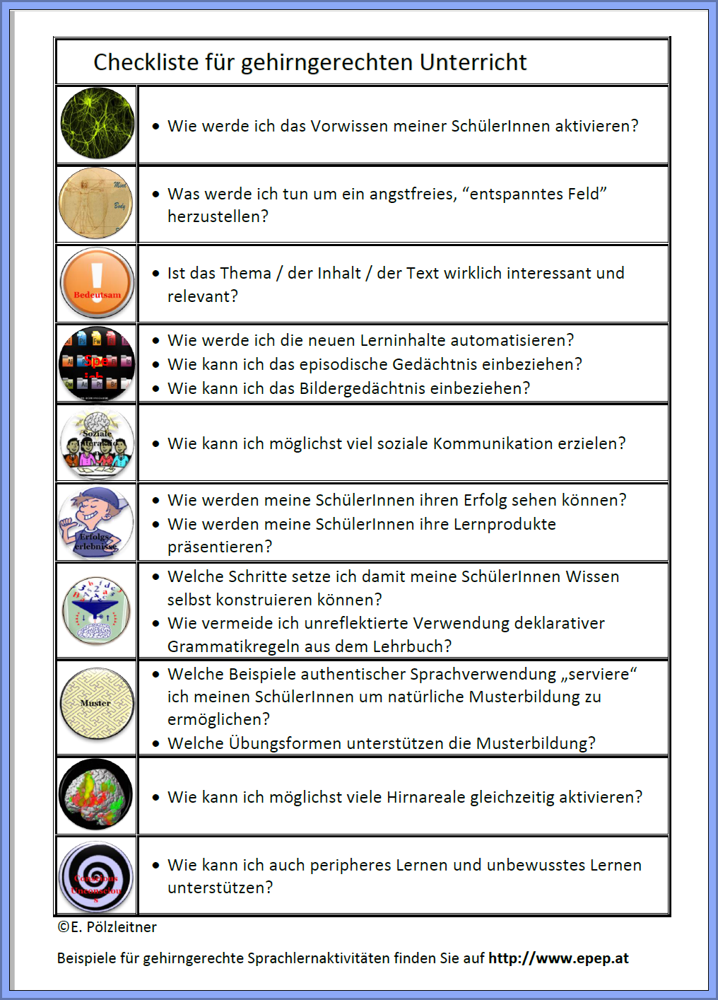 Checkliste für gehirngerechten Unterricht
• Wie werde ich das Vorwissen meiner SchülerInnen aktivieren?
Mind
Body
• Was werde ich tun um ein angstfreies, “entspanntes Feld”
herzustellen?
Bedeutsam
• Ist das Thema / der Inhalt / der Text wirklich interessant und
relevant?
• Wie werde ich die neuen Lerninhalte automatisieren?
• Wie kann ich das episodische Gedächtnis einbeziehen?
• Wie kann ich das Bildergedächtnis einbeziehen?
Soziale
• Wie kann ich möglichst viel soziale Kommunikation erzielen?
Erfolgs-
erlebnisse
• Wie werden meine SchülerInnen ihren Erfolg sehen können?
• Wie werden meine SchülerInnen ihre Lernprodukte
präsentieren?
• Welche Schritte setze ich damit meine SchülerInnen Wissen
selbst konstruieren können?
• Wie vermeide ich unreflektierte Verwendung deklarativer
Grammatikregeln aus dem Lehrbuch?
Muster
• Welche Beispiele authentischer Sprachverwendung „serviere“
ich meinen SchülerInnen um natürliche Musterbildung zu
ermöglichen?
• Welche Übungsformen unterstützen die Musterbildung?
• Wie kann ich möglichst viele Hirnareale gleichzeitig aktivieren?
Conscious
Unconsciou
s
• Wie kann ich auch peripheres Lernen und unbewusstes Lernen
unterstützen?
©E. Pölzleitner
Beispiele für gehirngerechte Sprachlernaktivitäten finden Sie auf http://www.epep.at